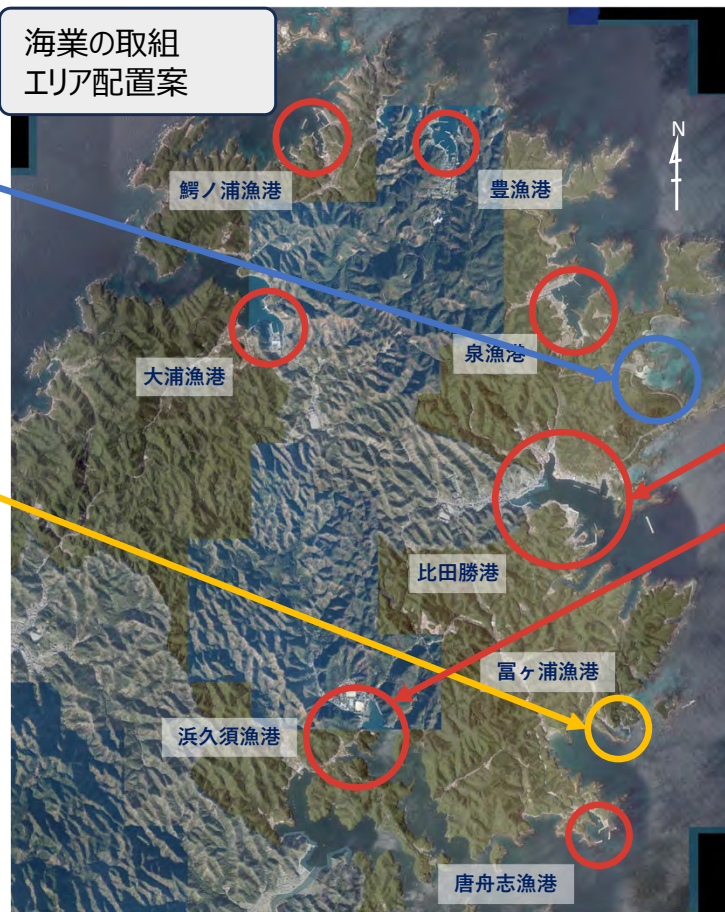 海業の取組
エリア配置案
N
鰐ノ浦漁港
豊漁港
大浦漁港
泉漁港
比田勝港
冨ヶ浦漁港
浜久須漁港
唐舟志漁港